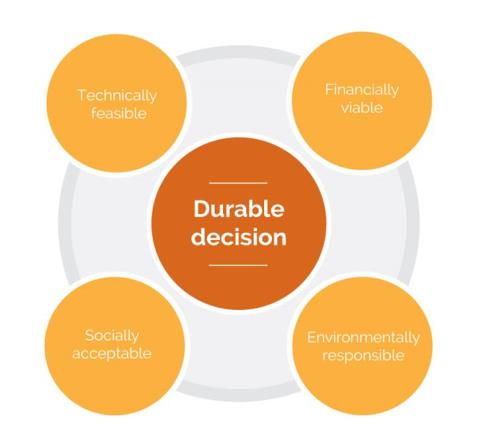 Technically
feasible
Financially
viable
Durable
decision
Socially
acceptable
Environmentally
responsible